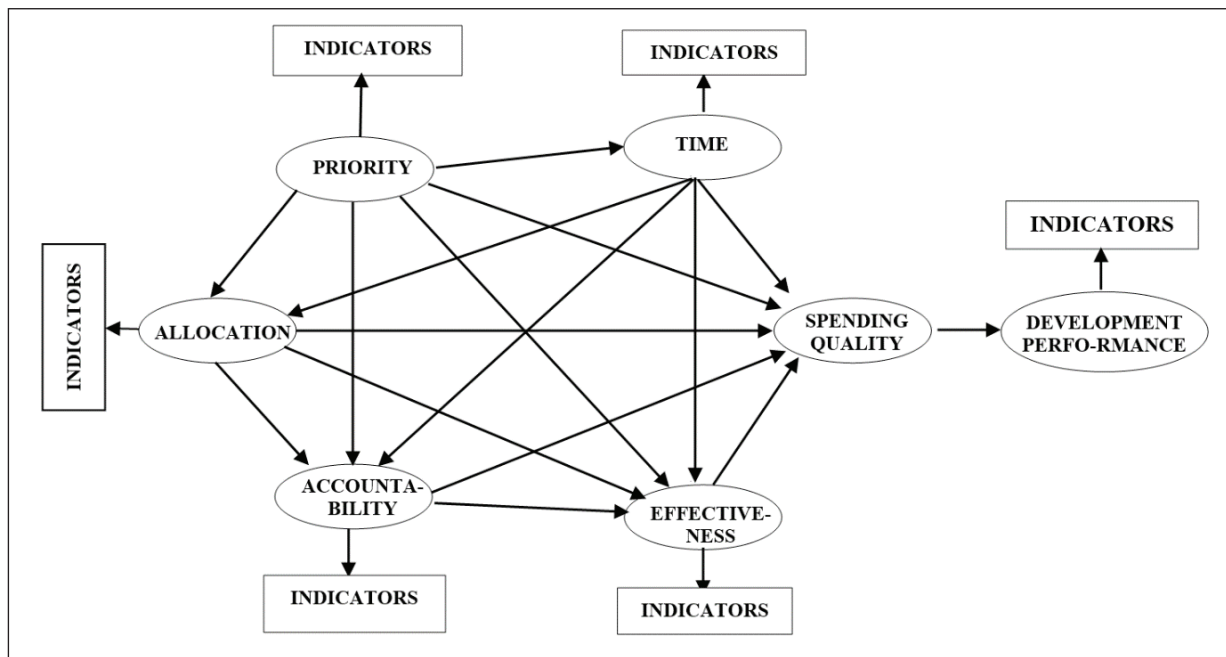 INDICATORS
INDICATORS
TIME
PRIORITY
INDICATORS
INDICATORS
ALLOCATION
SPENDING
QUALITY
DEVELOPMENT
PERFO-RMANCE
ACCOUNTA-
BILITY
EFFECTIVE-
NESS
INDICATORS
INDICATORS